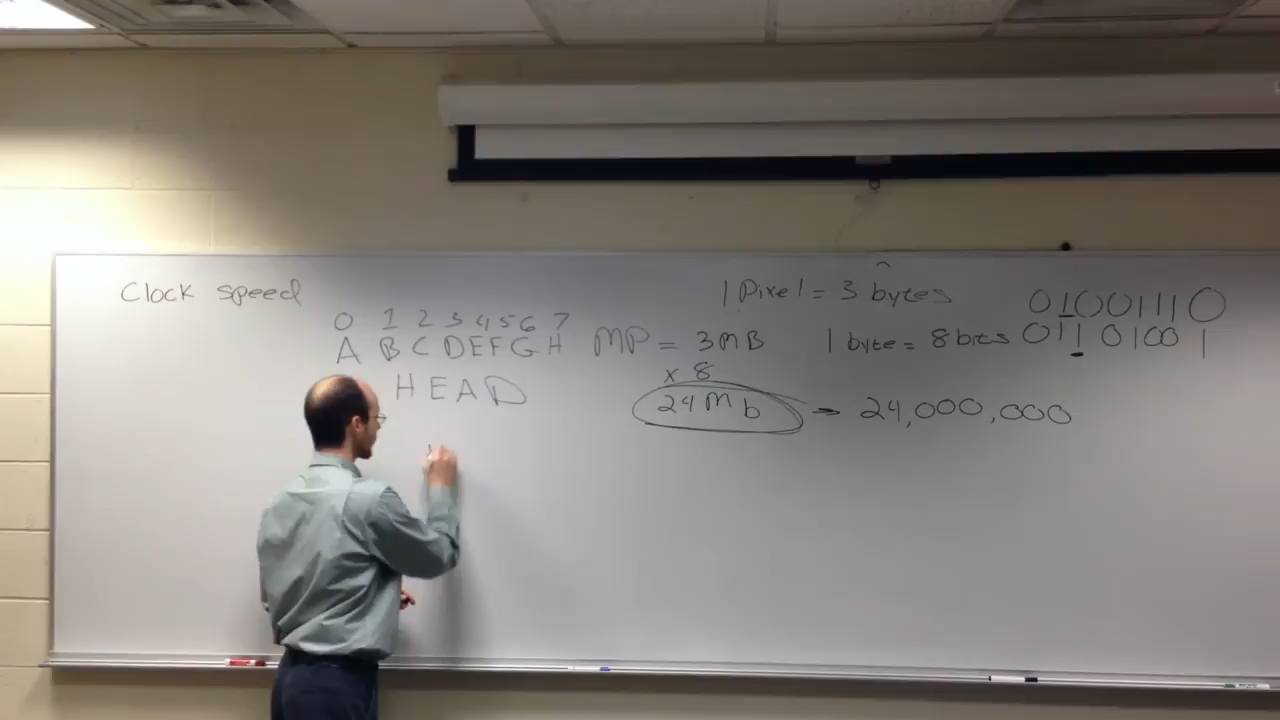 Clock speed
0 1 2 3 4 5 6 7
A B C D E F G H
H E A D
MP = 3MB
x 8
24Mb → 24,000,000
1 Pixel = 3 bytes
1 byte = 8 bits
01001110
01101001